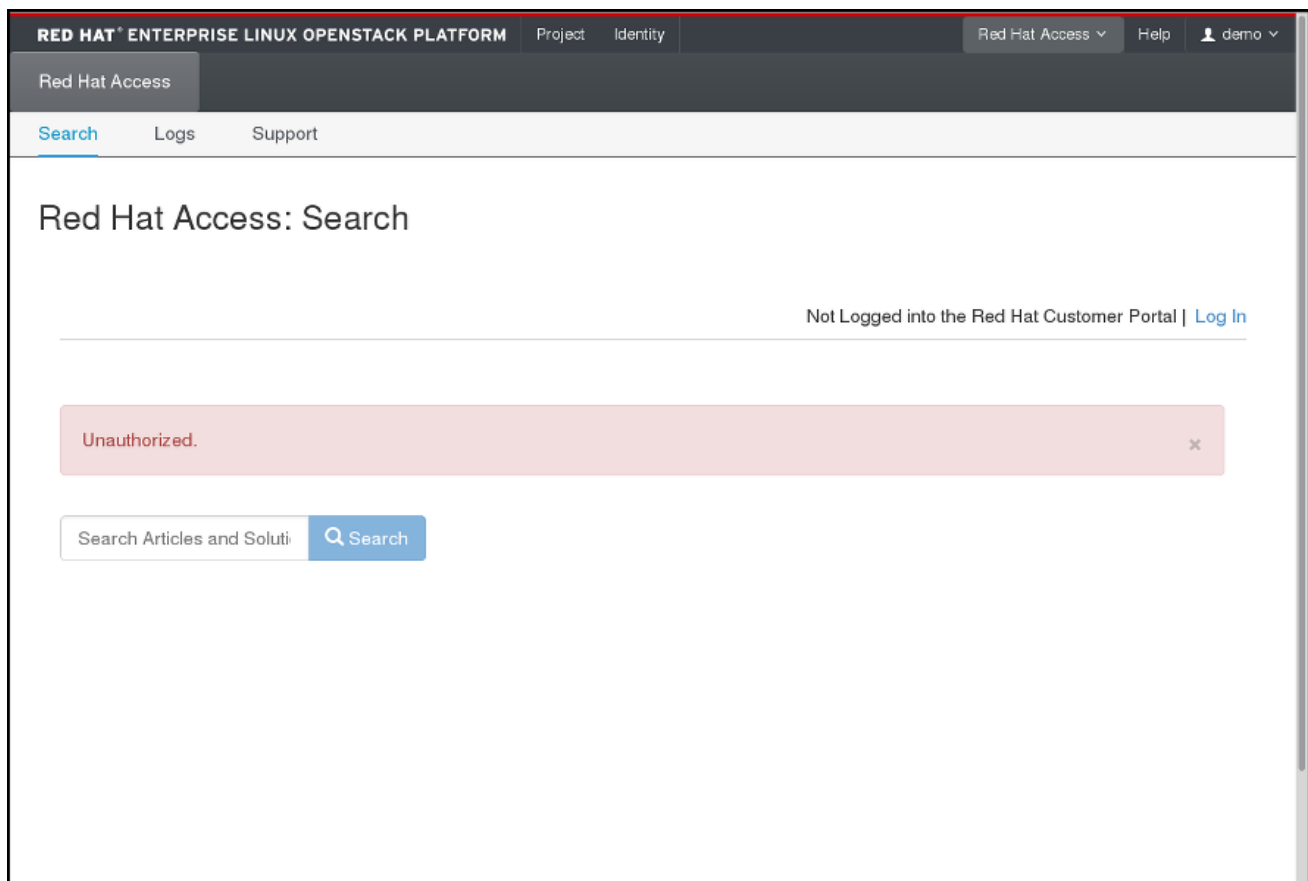 RED HAT® ENTERPRISE LINUX OPENSTACK PLATFORM Project Identity Red Hat Access Help demo
Red Hat Access
Search Logs Support
Red Hat Access: Search
Not Logged into the Red Hat Customer Portal | Log In
Unauthorized. ×
Search Articles and Soluti Search